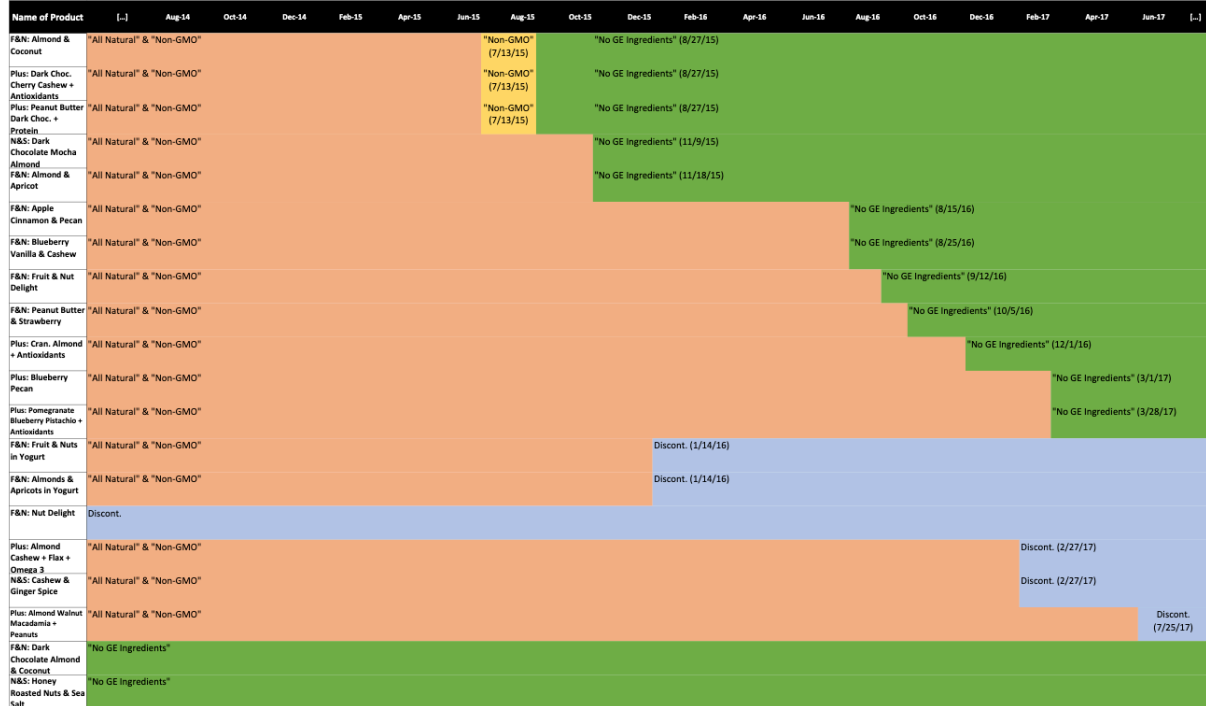 Name of Product [...] Aug-14 Oct-14 Dec-14 Feb-15 Apr-15 Jun-15 Aug-15 Oct-15 Dec-15 Feb-16 Apr-16 Jun-16 Aug-16 Oct-16 Dec-16 Feb-17 Apr-17 Jun-17 [...]
F&N: Almond &
Coconut
"All Natural" & "Non-GMO"
"Non-GMO"
(7/13/15)
"No GE Ingredients" (8/27/15)
Plus: Dark Choc.
Cherry Cashew +
Antioxidants
"All Natural" & "Non-GMO"
"Non-GMO"
(7/13/15)
"No GE Ingredients" (8/27/15)
Plus: Peanut Butter
Dark Choc. +
Protein
"All Natural" & "Non-GMO"
"Non-GMO"
(7/13/15)
"No GE Ingredients" (8/27/15)
N&S: Dark
Chocolate Mocha
Almond
"All Natural" & "Non-GMO"
"No GE Ingredients" (11/9/15)
F&N: Almond &
Apricot
"All Natural" & "Non-GMO"
"No GE Ingredients" (11/18/15)
F&N: Apple
Cinnamon & Pecan
"All Natural" & "Non-GMO"
"No GE Ingredients" (8/15/16)
F&N: Blueberry
Vanilla & Cashew
"All Natural" & "Non-GMO"
"No GE Ingredients" (8/25/16)
F&N: Fruit & Nut
Delight
"All Natural" & "Non-GMO"
"No GE Ingredients" (9/12/16)
F&N: Peanut Butter
& Strawberry
"All Natural" & "Non-GMO"
"No GE Ingredients" (10/5/16)
Plus: Cran. Almond
+ Antioxidants
"All Natural" & "Non-GMO"
"No GE Ingredients" (12/1/16)
Plus: Blueberry
Pecan
"All Natural" & "Non-GMO"
"No GE Ingredients" (3/1/17)
Plus: Pomegranate
Blueberry Pistachio +
Antioxidants
"All Natural" & "Non-GMO"
"No GE Ingredients" (3/28/17)
F&N: Fruit & Nuts
in Yogurt
"All Natural" & "Non-GMO"
Discont. (1/14/16)
F&N: Almonds &
Apricots in Yogurt
"All Natural" & "Non-GMO"
Discont. (1/14/16)
F&N: Nut Delight
Discont.
Plus: Almond
Cashew + Flax +
Omega 3
"All Natural" & "Non-GMO"
Discont. (2/27/17)
N&S: Cashew &
Ginger Spice
"All Natural" & "Non-GMO"
Discont. (2/27/17)
Plus: Almond Walnut
Macadamia +
Peanuts
"All Natural" & "Non-GMO"
Discont.
(7/25/17)
F&N: Dark
Chocolate Almond
& Coconut
"No GE Ingredients"
N&S: Honey
Roasted Nuts & Sea
Salt
"No GE Ingredients"